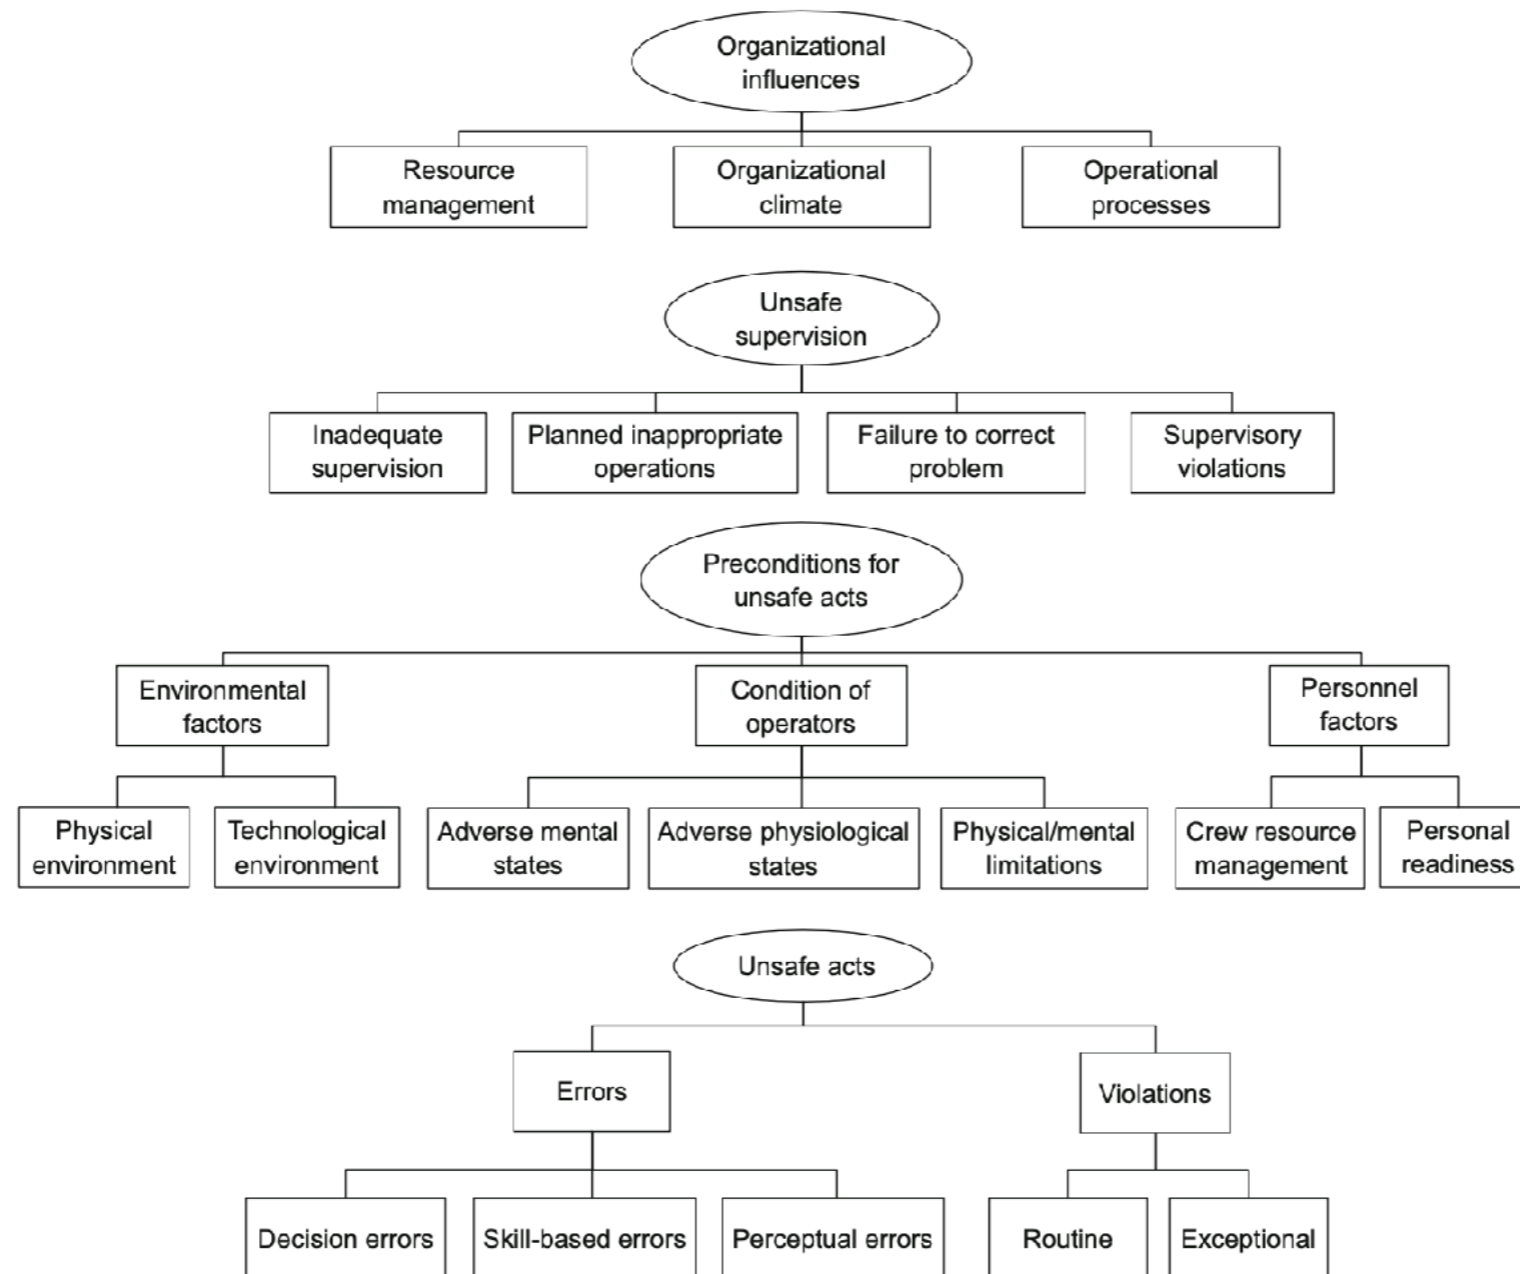 Organizational
influences
Resource
management
Organizational
climate
Operational
processes
Unsafe
supervision
Inadequate
supervision
Planned inappropriate
operations
Failure to correct
problem
Supervisory
violations
Preconditions for
unsafe acts
Environmental
factors
Condition of
operators
Personnel
factors
Physical
environment
Technological
environment
Adverse mental
states
Adverse physiological
states
Physical/mental
limitations
Crew resource
management
Personal
readiness
Unsafe acts
Errors
Violations
Decision errors
Skill-based errors
Perceptual errors
Routine
Exceptional